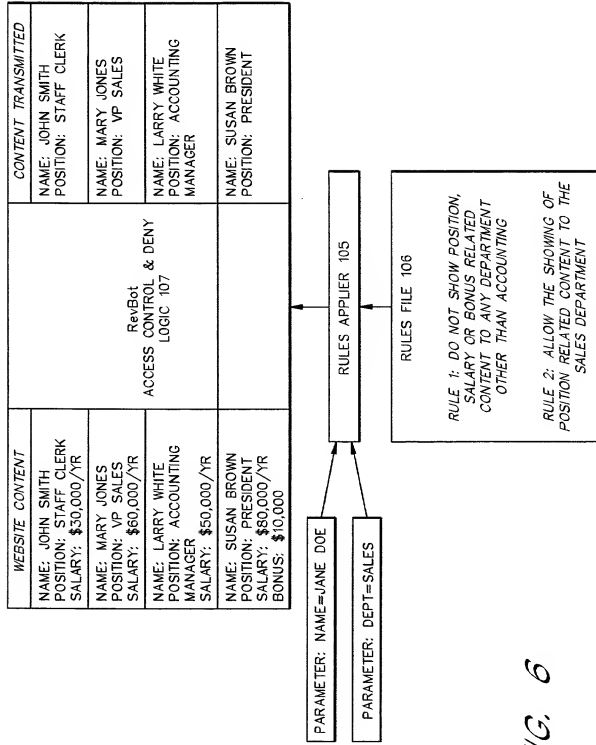 WEBSITE CONTENT
NAME: JOHN SMITH
POSITION: STAFF CLERK
SALARY: $30,000/YR
NAME: MARY JONES
POSITION: VP SALES
SALARY: $60,000/YR
NAME: LARRY WHITE
POSITION: ACCOUNTING
MANAGER
SALARY: $50,000/YR
NAME: SUSAN BROWN
POSITION: PRESIDENT
SALARY: $80,000/YR
BONUS: $10,000
RevBot
ACCESS CONTROL & DENY
LOGIC 107
CONTENT TRANSMITTED
NAME: JOHN SMITH
POSITION: STAFF CLERK
NAME: MARY JONES
POSITION: VP SALES
NAME: LARRY WHITE
POSITION: ACCOUNTING
MANAGER
NAME: SUSAN BROWN
POSITION: PRESIDENT
PARAMETER: NAME=JANE DOE
PARAMETER: DEPT=SALES
RULES APPLIER 105
RULES FILE 106
RULE 1: DO NOT SHOW POSITION,
SALARY OR BONUS RELATED
CONTENT TO ANY DEPARTMENT
OTHER THAN ACCOUNTING
RULE 2: ALLOW THE SHOWING OF
POSITION RELATED CONTENT TO THE
SALES DEPARTMENT
IG. 6